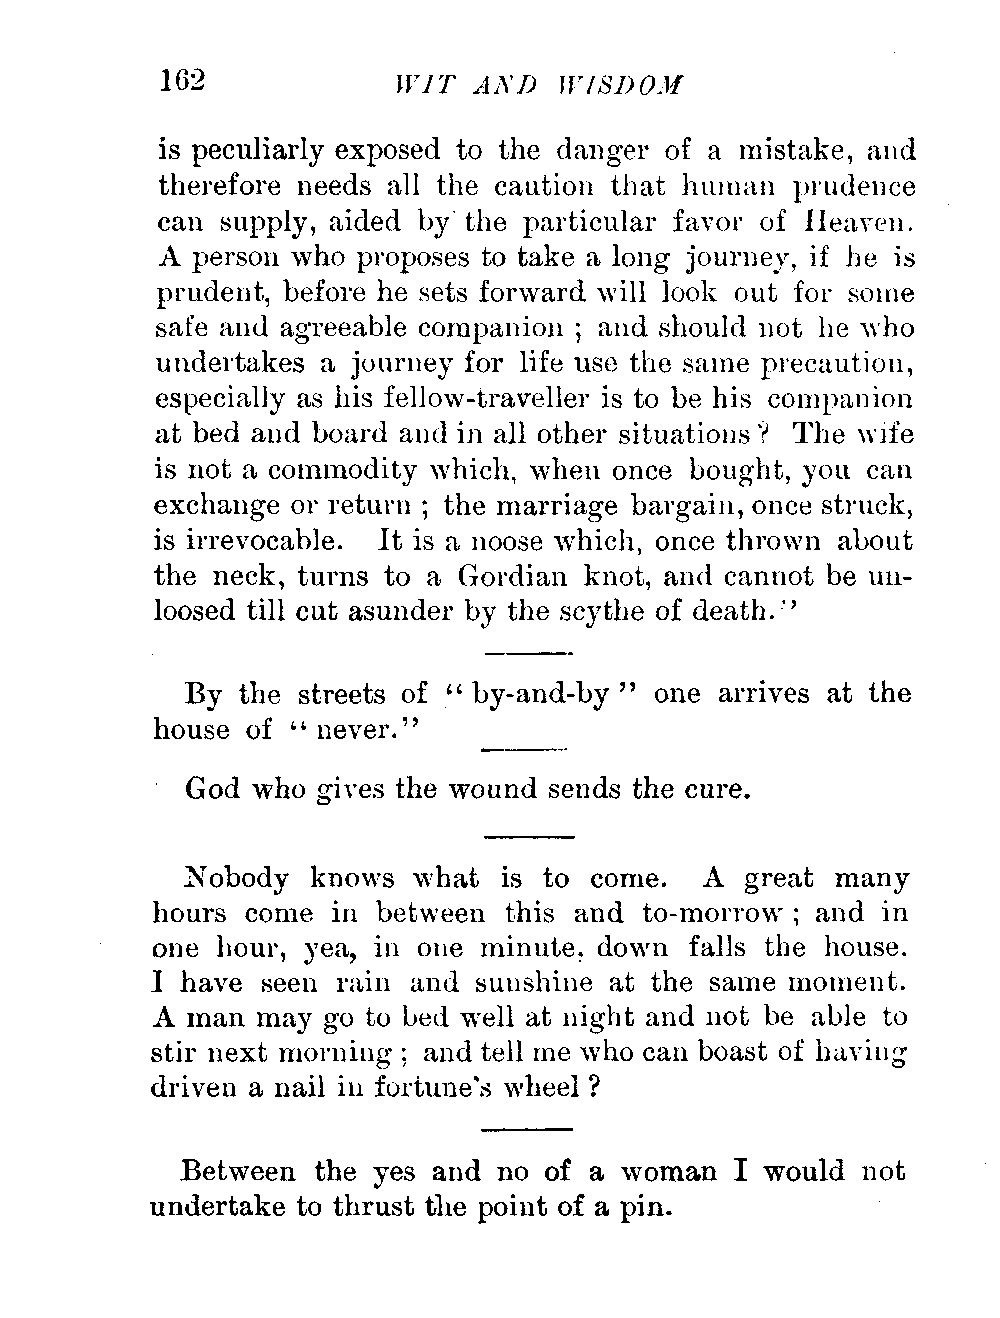 162 WIT AND WISDOM
is peculiarly exposed to the danger of a mistake, and
therefore needs all the caution that human prudence
can supply, aided by the particular favor of Heaven.
A person who proposes to take a long journey, if he is
prudent, before he sets forward will look out for some
safe and agreeable companion ; and should not he who
undertakes a journey for life use the same precaution,
especially as his fellow-traveller is to be his companion
at bed and board and in all other situations ? The wife
is not a commodity which, when once bought, you can
exchange or return ; the marriage bargain, once struck,
is irrevocable. It is a noose which, once thrown about
the neck, turns to a Gordian knot, and cannot be un-
loosed till cut asunder by the scythe of death."
By the streets of " by-and-by " one arrives at the
house of " never."
God who gives the wound sends the cure.
Nobody knows what is to come. A great many
hours come in between this and to-morrow ; and in
one hour, yea, in one minute, down falls the house.
I have seen rain and sunshine at the same moment.
A man may go to bed well at night and not be able to
stir next morning ; and tell me who can boast of having
driven a nail in fortune's wheel ?
Between the yes and no of a woman I would not
undertake to thrust the point of a pin.